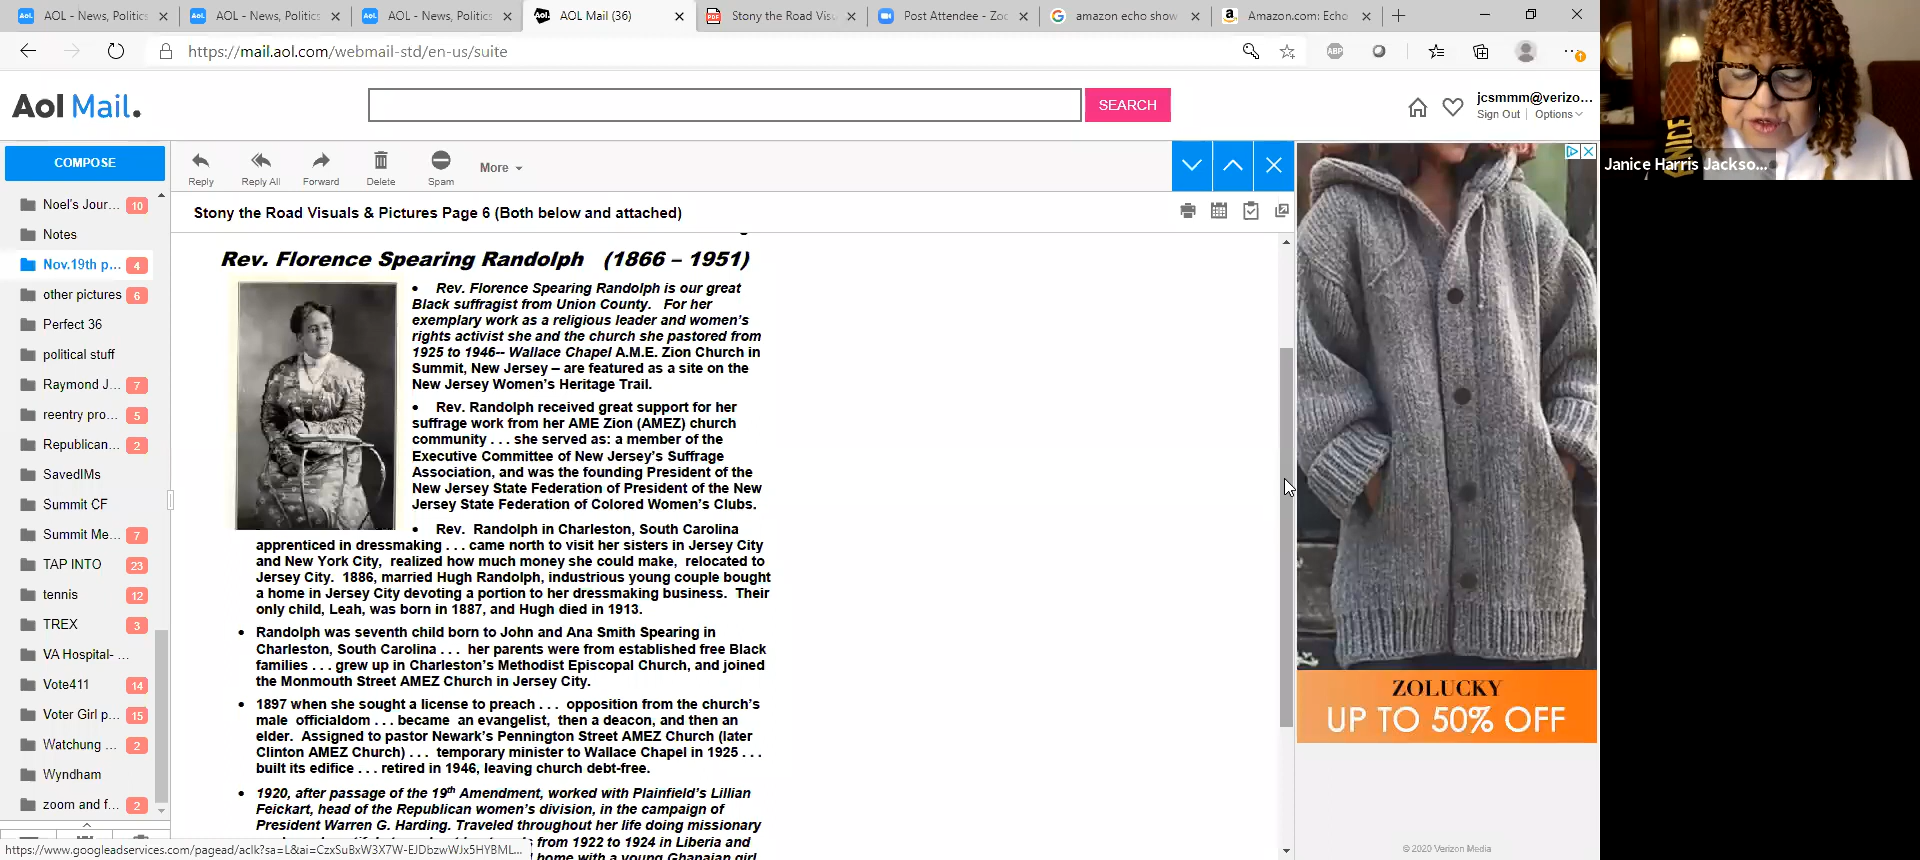 AOL - News, Politics
AOL - News, Politics
AOL - News, Politics
AOL Mail (36)
Stony the Road Visu
Post Attendee - Zoo
amazon echo show
Amazon.com: Echo
https://mail.aol.com/webmail-std/en-us/suite
ABP
Aol Mail.
SEARCH
jcsmmm@verizo...
Sign Out
Options
COMPOSE
Reply
Reply All
Forward
Delete
Spam
More
Noel's Jour... 10
Notes
Nov.19th p... 4
other pictures 6
Perfect 36
political stuff
Raymond J... 7
reentry pro... 5
Republican... 2
SavedIMs
Summit CF
Summit Me... 7
TAP INTO 23
tennis 12
TREX 3
VA Hospital- ...
Vote411 14
Voter Girl p... 15
Watchung ... 2
Wyndham
zoom and f... 2
Stony the Road Visuals & Pictures Page 6 (Both below and attached)
Rev. Florence Spearing Randolph (1866 – 1951)
• Rev. Florence Spearing Randolph is our great
Black suffragist from Union County. For her
exemplary work as a religious leader and women's
rights activist she and the church she pastored from
1925 to 1946-- Wallace Chapel A.M.E. Zion Church in
Summit, New Jersey – are featured as a site on the
New Jersey Women's Heritage Trail.
• Rev. Randolph received great support for her
suffrage work from her AME Zion (AMEZ) church
community . . . she served as: a member of the
Executive Committee of New Jersey's Suffrage
Association, and was the founding President of the
New Jersey State Federation of President of the New
Jersey State Federation of Colored Women's Clubs.
• Rev. Randolph in Charleston, South Carolina
apprenticed in dressmaking . . . came north to visit her sisters in Jersey City
and New York City, realized how much money she could make, relocated to
Jersey City. 1886, married Hugh Randolph, industrious young couple bought
a home in Jersey City devoting a portion to her dressmaking business. Their
only child, Leah, was born in 1887, and Hugh died in 1913.
• Randolph was seventh child born to John and Ana Smith Spearing in
Charleston, South Carolina . . . her parents were from established free Black
families . . . grew up in Charleston's Methodist Episcopal Church, and joined
the Monmouth Street AMEZ Church in Jersey City.
• 1897 when she sought a license to preach . . . opposition from the church's
male officialdom . . . became an evangelist, then a deacon, and then an
elder. Assigned to pastor Newark's Pennington Street AMEZ Church (later
Clinton AMEZ Church) . . . temporary minister to Wallace Chapel in 1925 . . .
built its edifice . . . retired in 1946, leaving church debt-free.
• 1920, after passage of the 19th Amendment, worked with Plainfield's Lillian
Feickart, head of the Republican women's division, in the campaign of
President Warren G. Harding. Traveled throughout her life doing missionary
from 1922 to 1924 in Liberia and
home with a young Ghanaian girl
https://www.googleadservices.com/pagead/aclk?sa=L&ai=CzxSuBxW3X7W-EJDbzwWJx5HYBML...
ZOLUCKY
UP TO 50% OFF
© 2020 Verizon Media
Janice Harris Jackso...